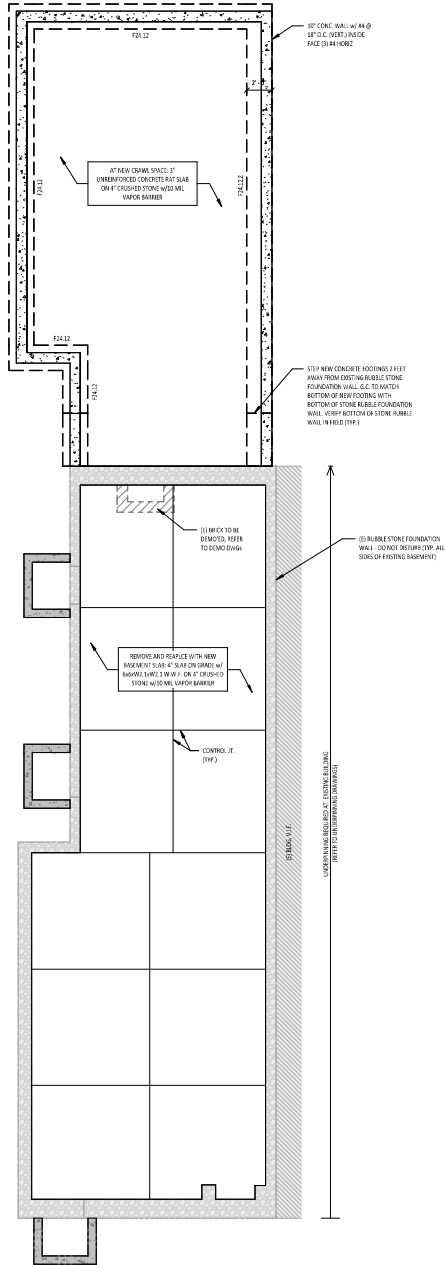 F24.12
10" CONC. WALL w/ #4 @
18" O.C. (VERT.) INSIDE
FACE (3) #4 HORIZ
2' - 0"
AT NEW CRAWL SPACE: 3"
UNREINFORCED CONCRETE RAT SLAB
ON 4" CRUSHED STONE w/10 MIL
VAPOR BARRIER
F24.12
F24.12.2
F24.12
F24.12
STEP NEW CONCRETE FOOTINGS 2 FEET
AWAY FROM EXISTING RUBBLE STONE
FOUNDATION WALL. G.C. TO MATCH
BOTTOM OF NEW FOOTING WITH
BOTTOM OF STONE RUBBLE FOUNDATION
WALL. VERIFY BOTTOM OF STONE RUBBLE
WALL IN FIELD (TYP.)
(E) BRICK TO BE
DEMO'ED, REFER
TO DEMO DWGs
(E) RUBBLE STONE FOUNDATION
WALL - DO NOT DISTURB (TYP. ALL
SIDES OF EXISTING BASEMENT)
REMOVE AND REAPLCE WITH NEW
BASEMENT SLAB: 4" SLAB ON GRADE w/
6x6xW2.1xW2.1 W.W.F. ON 4" CRUSHED
STONE w/10 MIL VAPOR BARRIER
CONTROL JT.
(TYP.)
(E) BLDG, V.I.F.
UNDERPINNING REQUIRED AT EXISTING BUILDING
(REFER TO UNDERPINNING DRAWINGS)